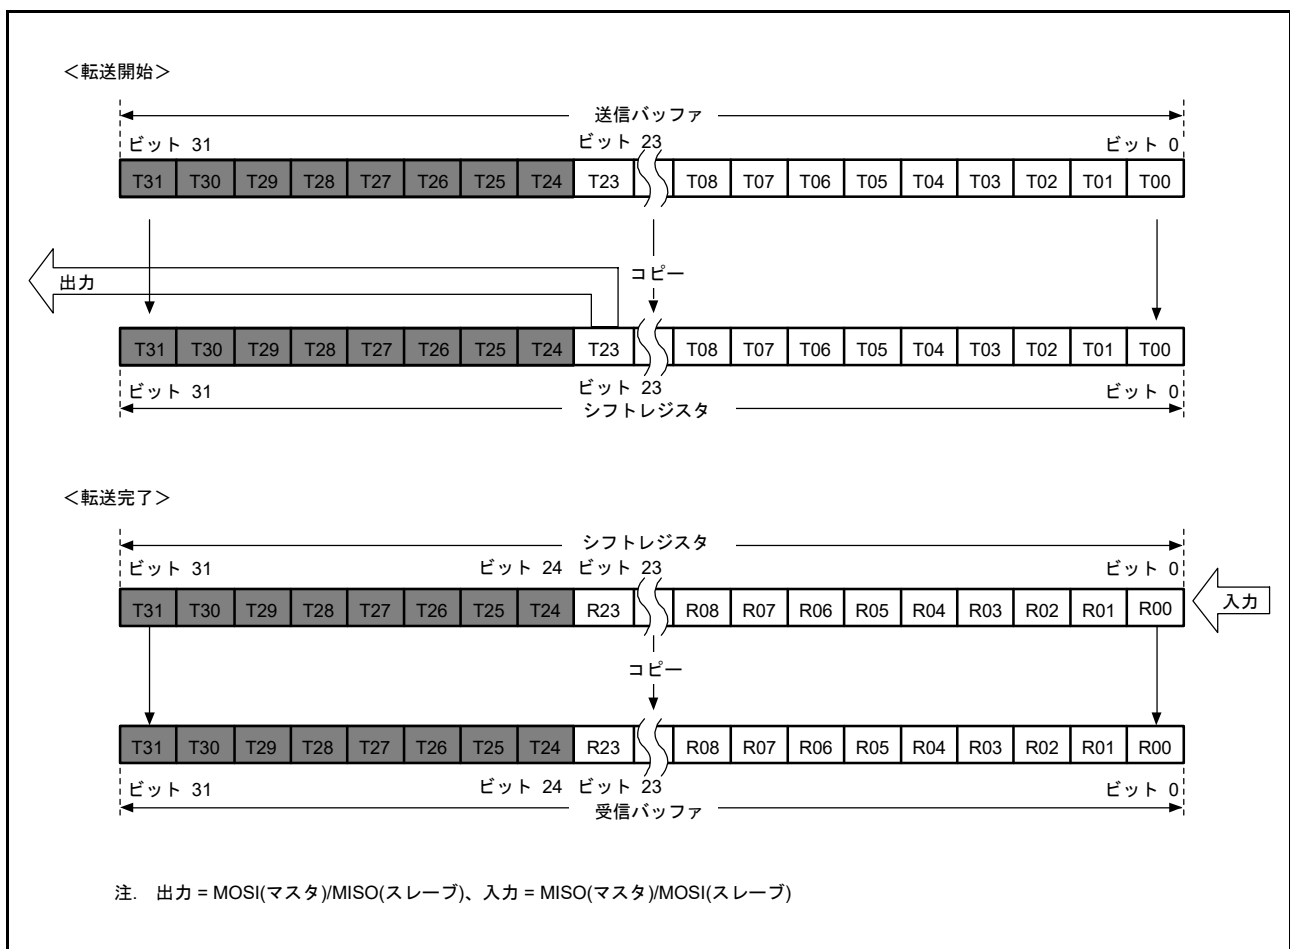 ＜転送開始＞
送信バッファ
ビット 31 ビット 23 ビット 0
T31 T30 T29 T28 T27 T26 T25 T24 T23 T08 T07 T06 T05 T04 T03 T02 T01 T00
コピー
出力
T31 T30 T29 T28 T27 T26 T25 T24 T23 T08 T07 T06 T05 T04 T03 T02 T01 T00
ビット 31 ビット 23 ビット 0
シフトレジスタ
＜転送完了＞
シフトレジスタ
ビット 31 ビット 24 ビット 23 ビット 0
T31 T30 T29 T28 T27 T26 T25 T24 R23 R08 R07 R06 R05 R04 R03 R02 R01 R00 入力
コピー
T31 T30 T29 T28 T27 T26 T25 T24 R23 R08 R07 R06 R05 R04 R03 R02 R01 R00
ビット 31 ビット 24 ビット 23 ビット 0
受信バッファ
注. 出力 = MOSI(マスタ)/MISO(スレーブ)、入力 = MISO(マスタ)/MOSI(スレーブ)